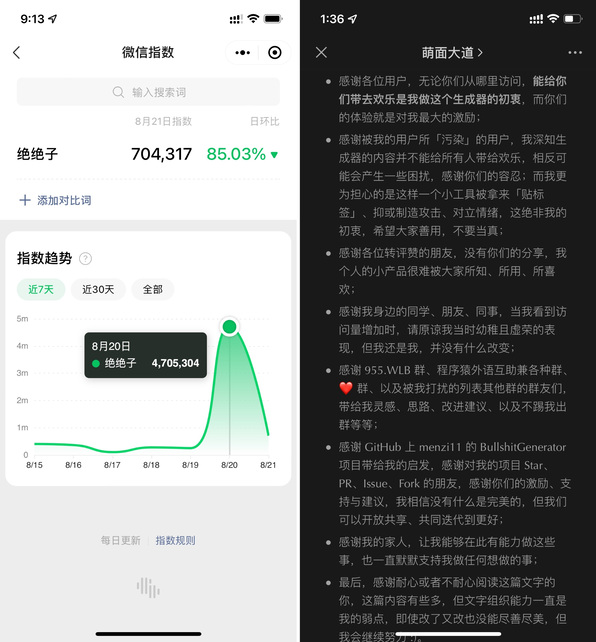 9:13
微信指数
输入搜索词
8月21日指数 日环比
绝绝子 704,317 85.03%
添加对比词
指数趋势
近7天 近30天 全部
5m
4m
3m
2m
1m
0
8月20日
绝绝子 4,705,304
8/15 8/16 8/17 8/18 8/19 8/20 8/21
每日更新 指数规则
1:36
萌面大道
感谢各位用户，无论你们从哪里访问，能给你
们带去欢乐是我做这个生成器的初衷，而你们
的体验就是对我最大的激励；
感谢被我的用户所「污染」的用户，我深知生
成器的内容并不能给所有人带给欢乐，相反可
能会产生一些困扰，感谢你们的容忍；而我更
为担心的是这样一个小工具被拿来「贴标
签」、抑或制造攻击、对立情绪，这绝非我的
初衷，希望大家善用，不要当真；
感谢各位转评赞的朋友，没有你们的分享，我
个人的小产品很难被大家所知、所用、所喜
欢；
感谢我身边的同学、朋友、同事，当我看到访
问量增加时，请原谅我当时幼稚且虚荣的表
现，但我还是我，并没有什么改变；
感谢 955.WLB 群、程序猿外语互助兼各种群、
❤️ 群、以及被我打扰的列表其他群的群友们，
带给我灵感、思路、改进建议、以及不踢我出
群等等；
感谢 GitHub 上 menzi11 的 BullshitGenerator
项目带给我的启发，感谢对我的项目 Star、
PR、Issue、Fork 的朋友，感谢你们的激励、支
持与建议，我相信没有什么是完美的，但我们
可以开放共享、共同迭代到更好；
感谢我的家人，让我能够在此有能力做这些
事，也一直默默支持我做任何想做的事；
最后，感谢耐心或者不耐心阅读这篇文字的
你，这篇内容有些多，但文字组织能力一直是
我的弱点，即使改了又改也没能尽善尽美，但
我会继续努力 :)。